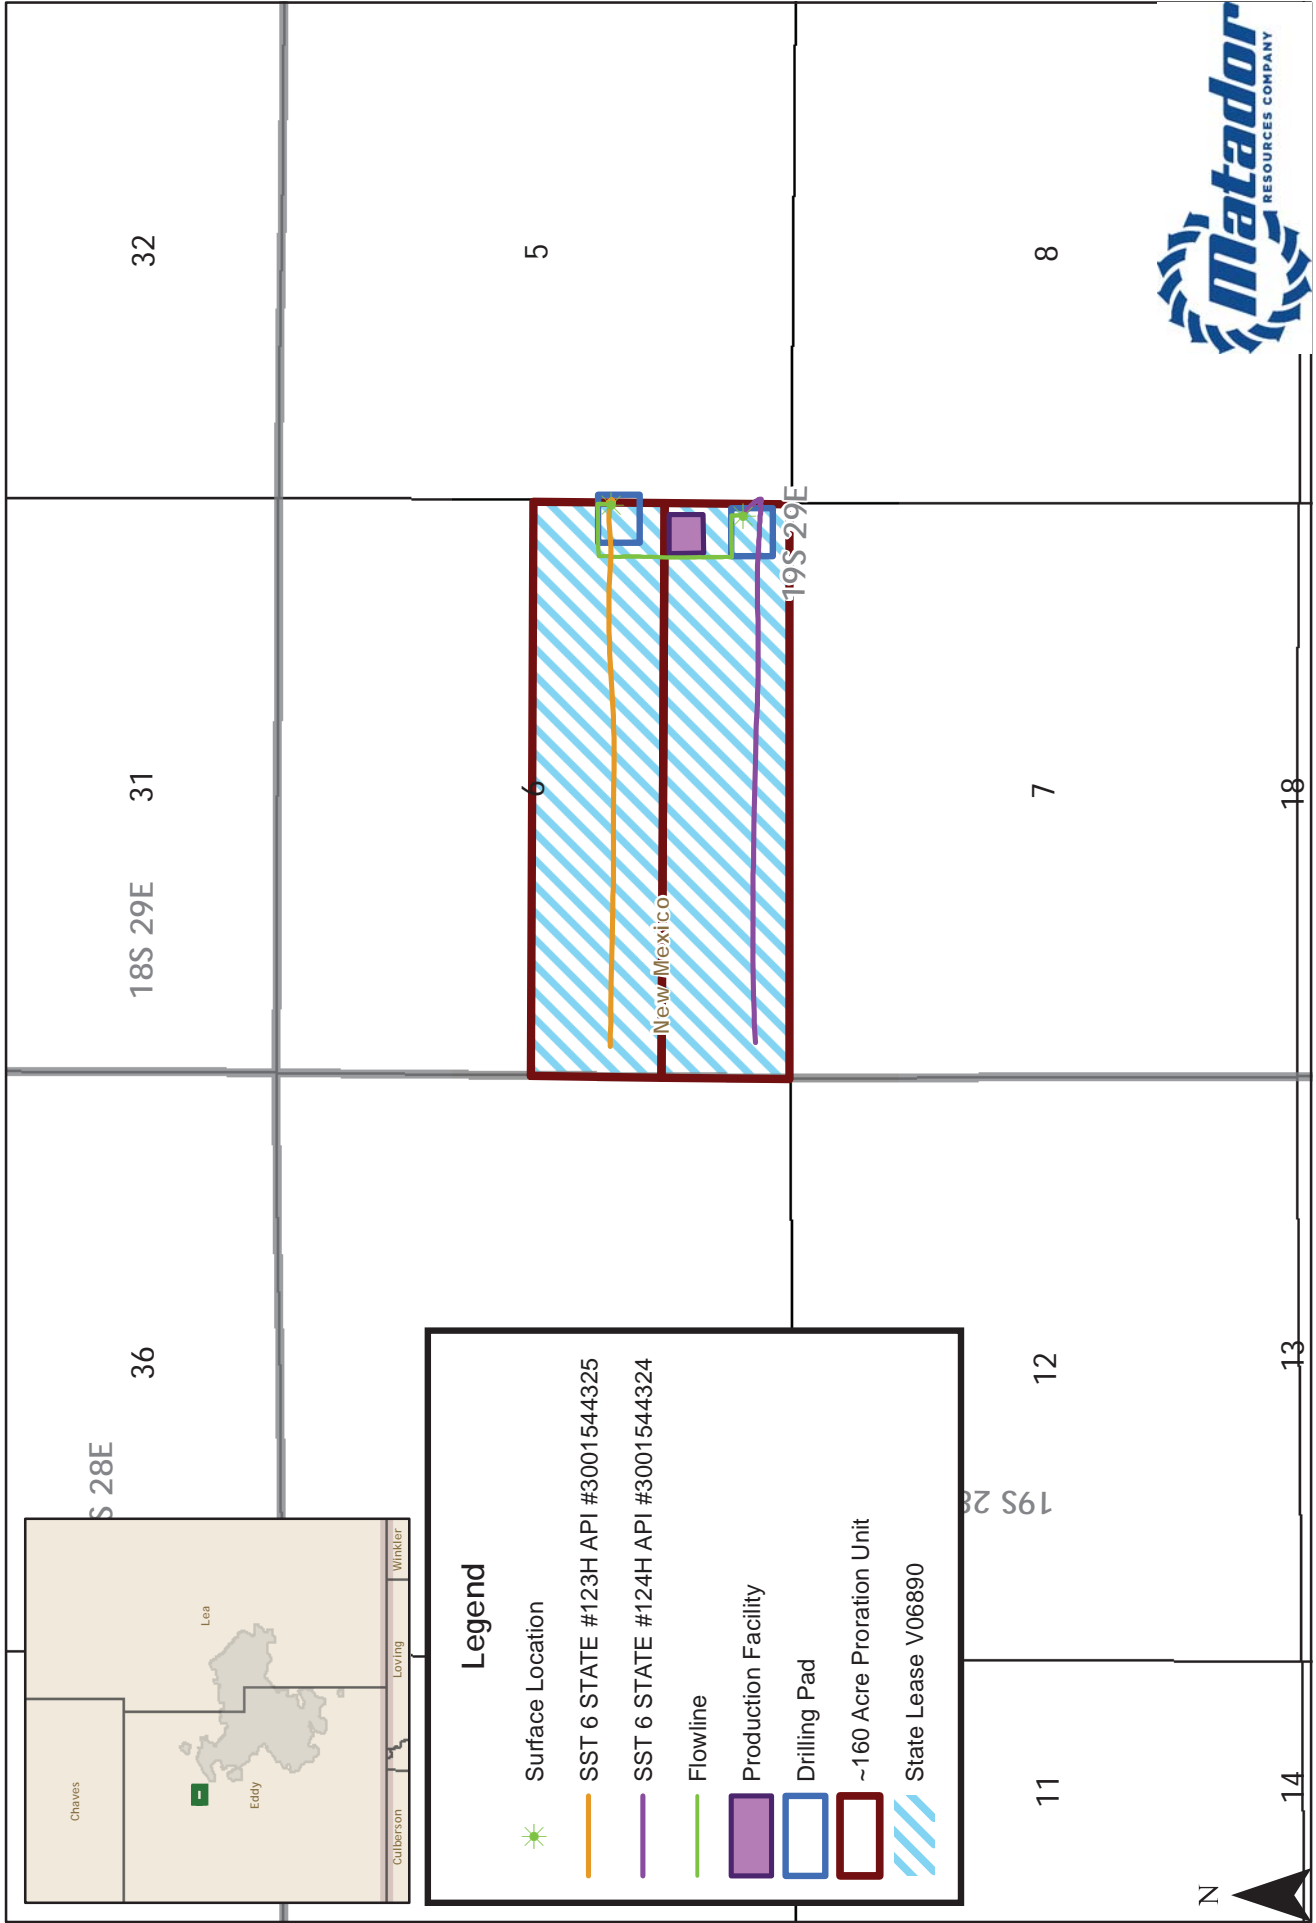 S 28E
36
18S 29E
31
32
5
6
New Mexico
19S 29E
8
7
18
12
13
19S 28
11
14
Chaves
Lea
Eddy
Culberson
Loving
Winkler
Legend
Surface Location
SST 6 STATE #123H API #3001544325
SST 6 STATE #124H API #3001544324
Flowline
Production Facility
Drilling Pad
~160 Acre Proration Unit
State Lease V06890
N
Matador
RESOURCES COMPANY